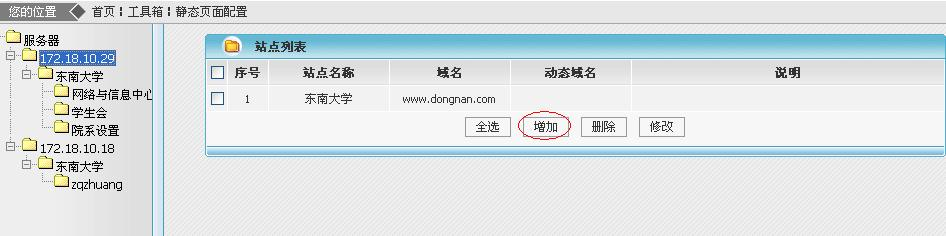 您的位置 首页 ¦ 工具箱 ¦ 静态页面配置
服务器
172.18.10.29
东南大学
网络与信息中心
学生会
院系设置
172.18.10.18
东南大学
zqzhuang
站点列表
序号 站点名称 域名 动态域名 说明
1 东南大学 www.dongnan.com
全选 增加 删除 修改